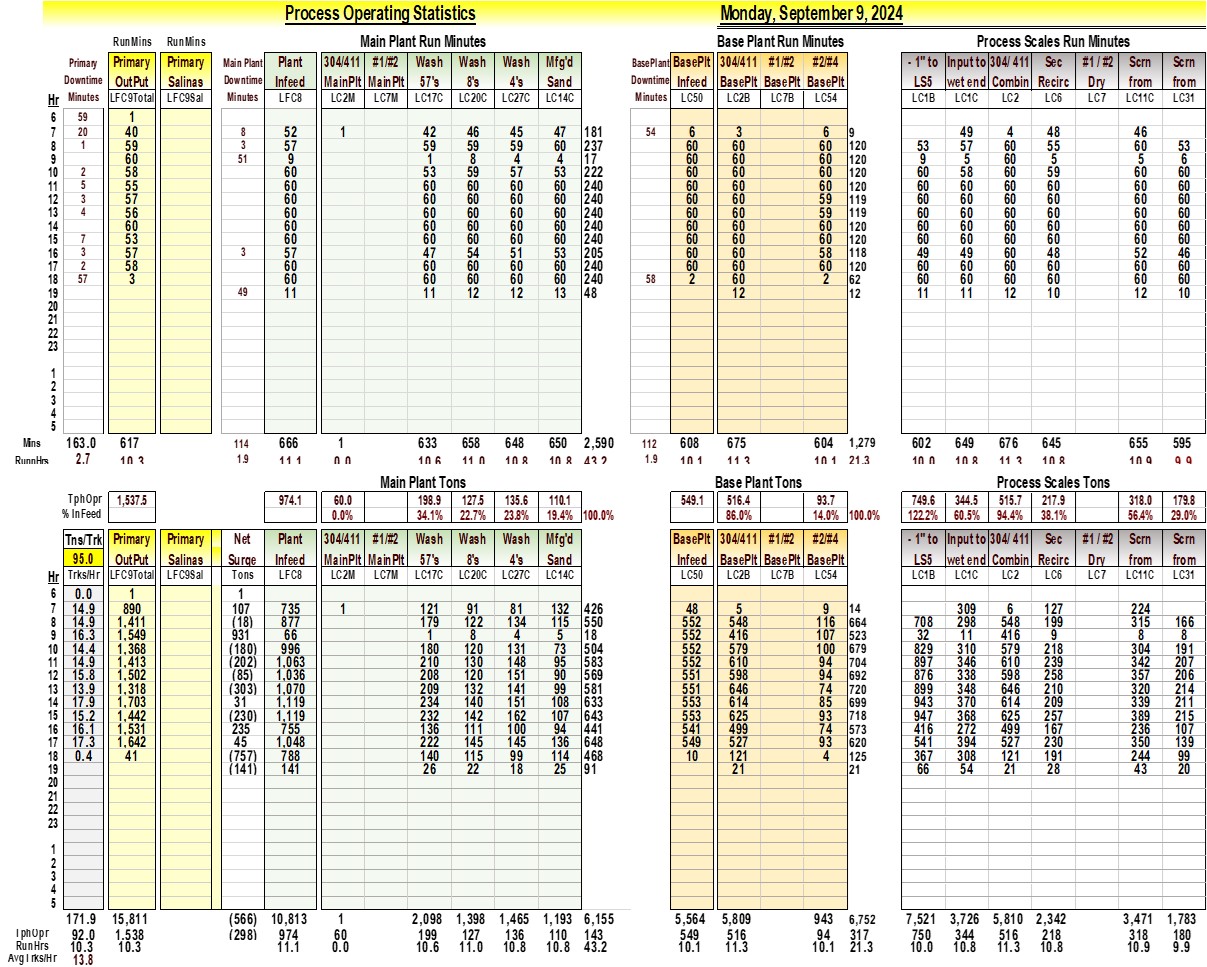 Process Operating Statistics Monday, September 9, 2024
RunMins RunMins Main Plant Run Minutes Base Plant Run Minutes Process Scales Run Minutes
Primary Primary Primary Main Plant Plant 304/411 #1/#2 Wash Wash Wash Mfg'd BasePlant BasePlt 304/411 #1/#2 #2/#4 - 1" to Input to 304/ 411 Sec #1 / #2 Scrn Scrn
Downtime OutPut Salinas Downtime Infeed MainPlt MainPlt 57's 8's 4's Sand Downtime Infeed BasePlt BasePlt BasePlt LS5 wet end Combin Recirc Dry from from
Hr Minutes LFC9Total LFC9Sal Minutes LFC8 LC2M LC7M LC17C LC20C LC27C LC14C Minutes LC50 LC2B LC7B LC54 LC1B LC1C LC2 LC6 LC7 LC11C LC31
6 59 1
7 20 40 8 52 1 42 46 45 47 181 54 6 3 6 9 49 4 48 46
8 1 59 3 57 59 59 59 60 237 60 60 60 120 53 57 60 55 60 53
9 60 51 9 1 8 4 4 17 60 60 60 120 9 5 60 5 5 6
10 2 58 60 53 59 57 53 222 60 60 60 120 60 58 60 59 60 60
11 5 55 60 60 60 60 60 240 60 60 60 120 60 60 60 60 60 60
12 3 57 60 60 60 60 60 240 60 60 59 119 60 60 60 60 60 60
13 4 56 60 60 60 60 60 240 60 60 59 119 60 60 60 60 60 60
14 60 60 60 60 60 60 240 60 60 60 120 60 60 60 60 60 60
15 7 53 60 60 60 60 60 240 60 60 60 120 60 60 60 60 60 60
16 3 57 3 57 47 54 51 53 205 60 60 58 118 49 49 60 48 52 46
17 2 58 60 60 60 60 60 240 60 60 60 120 60 60 60 60 60 60
18 57 3 60 60 60 60 60 240 58 2 60 2 62 60 60 60 60 60 60
19 49 11 11 12 12 13 48 12 12 11 11 12 10 12 10
20
21
22
23
1
2
3
4
5
Mins 163.0 617 114 666 1 633 658 648 650 2,590 112 608 675 604 1,279 602 649 676 645 655 595
RunnHrs 2.7 10.3 1.9 11.1 0.0 10.6 11.0 10.8 10.8 43.2 1.9 10.1 11.3 10.1 21.3 10.0 10.8 11.3 10.8 10.9 9.9
Main Plant Tons Base Plant Tons Process Scales Tons
TphOpr 1,537.5 974.1 60.0 198.9 127.5 135.6 110.1 549.1 516.4 93.7 749.6 344.5 515.7 217.9 318.0 179.8
% InFeed 0.0% 34.1% 22.7% 23.8% 19.4% 100.0% 86.0% 14.0% 100.0% 122.2% 60.5% 94.4% 38.1% 56.4% 29.0%
Tns/Trk Primary Primary Net Plant 304/411 #1/#2 Wash Wash Wash Mfg'd BasePlt 304/411 #1/#2 #2/#4 - 1" to Input to 304/ 411 Sec #1 / #2 Scrn Scrn
95.0 OutPut Salinas Surge Infeed MainPlt MainPlt 57's 8's 4's Sand Infeed BasePlt BasePlt BasePlt LS5 wet end Combin Recirc Dry from from
Hr Trks/Hr LFC9Total LFC9Sal Tons LFC8 LC2M LC7M LC17C LC20C LC27C LC14C LC50 LC2B LC7B LC54 LC1B LC1C LC2 LC6 LC7 LC11C LC31
6 0.0 1 1
7 14.9 890 107 735 1 121 91 81 132 426 48 5 9 14 309 6 127 224
8 14.9 1,411 (18) 877 179 122 134 115 550 552 548 116 664 708 298 548 199 315 166
9 16.3 1,549 931 66 1 8 4 5 18 552 416 107 523 32 11 416 9 8 8
10 14.4 1,368 (180) 996 180 120 131 73 504 552 579 100 679 829 310 579 218 304 191
11 14.9 1,413 (202) 1,063 210 130 148 95 583 552 610 94 704 897 346 610 239 342 207
12 15.8 1,502 (85) 1,036 208 120 151 90 569 551 598 94 692 876 338 598 258 357 206
13 13.9 1,318 (303) 1,070 209 132 141 99 581 551 646 74 720 899 348 646 210 320 214
14 17.9 1,703 31 1,119 234 140 151 108 633 553 614 85 699 943 370 614 209 339 211
15 15.2 1,442 (230) 1,119 232 142 162 107 643 553 625 93 718 947 368 625 257 389 215
16 16.1 1,531 235 755 136 111 100 94 441 541 499 74 573 416 272 499 167 236 107
17 17.3 1,642 45 1,048 222 145 145 136 648 549 527 93 620 541 394 527 230 350 139
18 0.4 41 (757) 788 140 115 99 114 468 10 121 4 125 367 308 121 191 244 99
19 (141) 141 26 22 18 25 91 21 21 66 54 21 28 43 20
20
21
22
23
1
2
3
4
5
171.9 15,811 (566) 10,813 1 2,098 1,398 1,465 1,193 6,155 5,564 5,809 943 6,752 7,521 3,726 5,810 2,342 3,471 1,783
TphOpr 92.0 1,538 (298) 974 60 199 127 136 110 143 549 516 94 317 750 344 516 218 318 180
RunHrs 10.3 10.3 11.1 0.0 10.6 11.0 10.8 10.8 43.2 10.1 11.3 10.1 21.3 10.0 10.8 11.3 10.8 10.9 9.9
AvgTrks/Hr 13.8